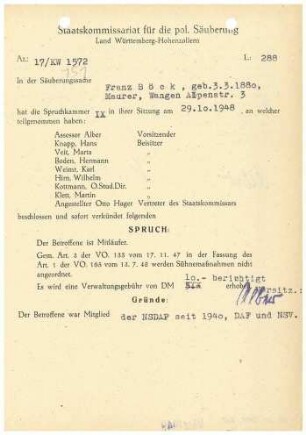 Staatskommissariat für die pol. Säuberung
Land Württemberg-Hohenzollern
Az.: 17/KW 1572 L: 288
In der Säuberungssache
Franz Böck, geb.3.3.1880,
Maurer, Wangen Alpenstr. 3
hat die Spruchkammer IX in ihrer Sitzung am 29.10.1948, an welcher
teilgenommen haben:
Assessor Aiber Vorsitzender
Knapp, Hans Beisitzer
Veit, Marta "
Boden, Hermann "
Weimz, Karl "
Hirn, Wilhelm "
Kottmann, O.Stud.Dir. "
Klett, Martin "
Angestellter Otto Hager Vertreter des Staatskommissars
beschlossen und sofort verkündet folgenden
SPRUCH:
Der Betroffene ist Mitläufer.
Gem. Art. 2 der VO. 133 vom 17. 11. 47 in der Fassung des
Art. 1 der VO. 165 vom 13. 7. 48 werden Sühnemaßnahmen nicht
angeordnet.
10.- berichtigt
Es wird eine Verwaltungsgebühr von DM erhoben
Vorsitz.:
Gründe:
Der Betroffene war Mitglied der NSDAP seit 1940, DAF und NSV.